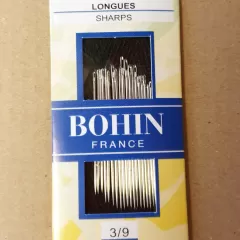 LONGUES
SHARPS
BOHIN
FRANCE
3/9